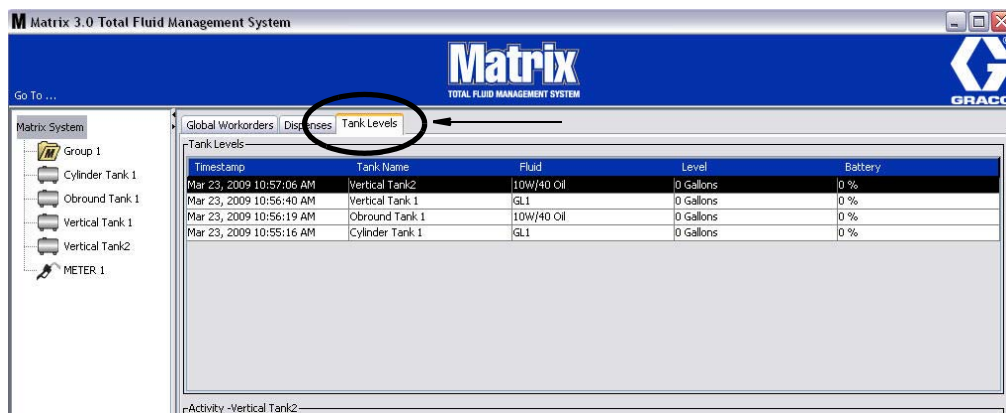 M Matrix 3.0 Total Fluid Management System
Matrix
TOTAL FLUID MANAGEMENT SYSTEM
Go To ...
GRACO
Matrix System
Group 1
Cylinder Tank 1
Obround Tank 1
Vertical Tank 1
Vertical Tank2
METER 1
Global Workorders Dispenses Tank Levels
Tank Levels
Timestamp Tank Name Fluid Level Battery
Mar 23, 2009 10:57:06 AM Vertical Tank2 10W/40 Oil 0 Gallons 0 %
Mar 23, 2009 10:56:40 AM Vertical Tank 1 GL1 0 Gallons 0 %
Mar 23, 2009 10:56:19 AM Obround Tank 1 10W/40 Oil 0 Gallons 0 %
Mar 23, 2009 10:55:16 AM Cylinder Tank 1 GL1 0 Gallons 0 %
Activity -Vertical Tank2